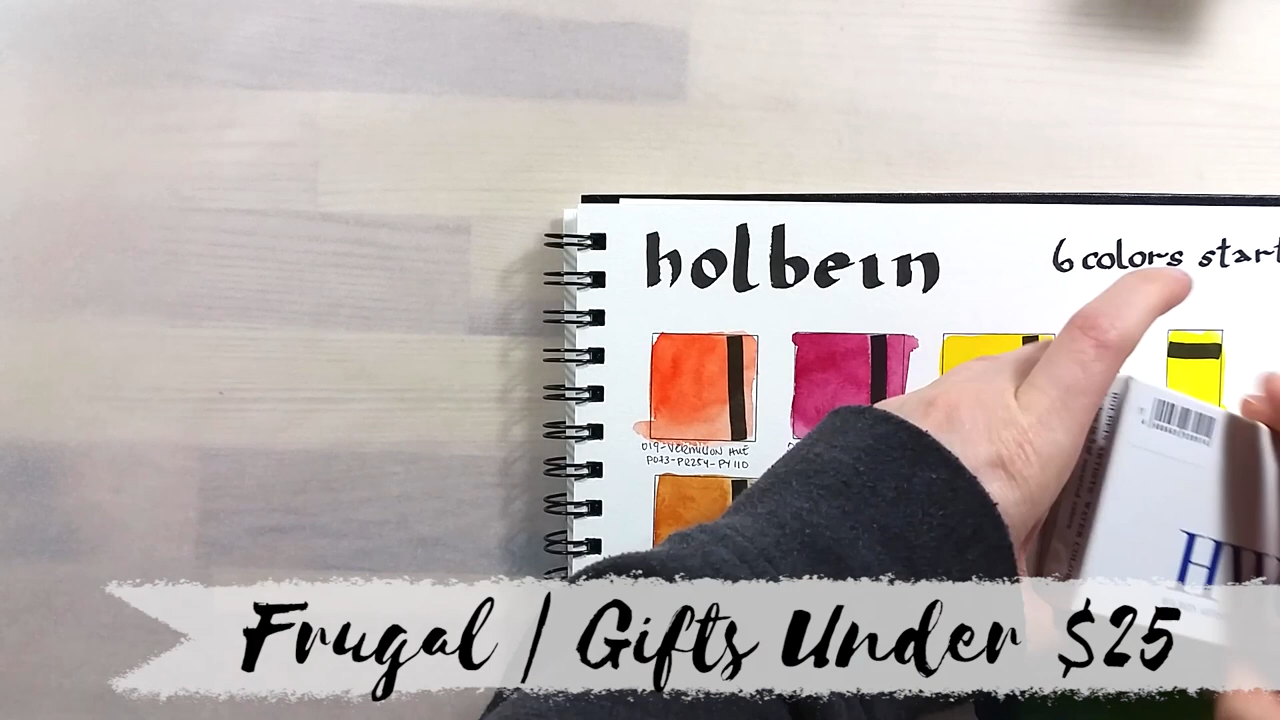 holbein
6 colors start
019-VERMILION HUE
PO73-PR254-PY110
Frugal / Gifts Under $25